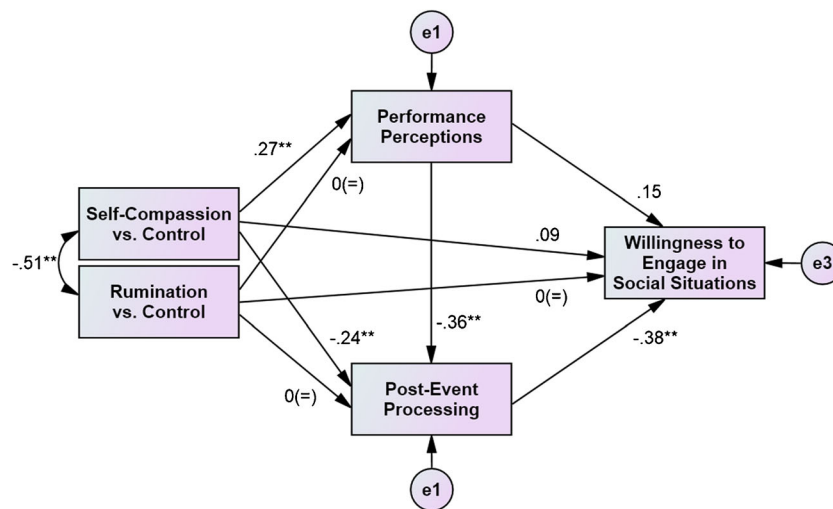 e1
Performance
Perceptions
.27**
0(=)
Self-Compassion
vs. Control
.15
-.51**
.09
Willingness to
Engage in
Social Situations
e3
Rumination
vs. Control
0(=)
-.24**
-.36**
-.38**
0(=)
Post-Event
Processing
e1